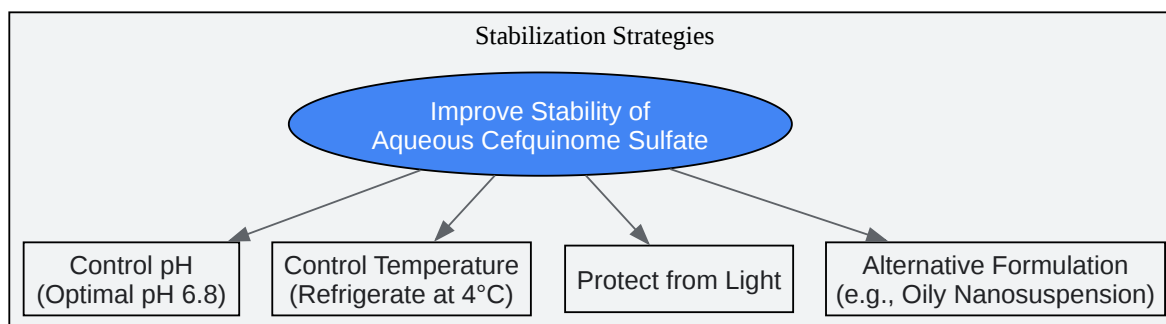 Stabilization Strategies
Improve Stability of
Aqueous Cefquinome Sulfate
Control pH
(Optimal pH 6.8)
Control Temperature
(Refrigerate at 4°C)
Protect from Light
Alternative Formulation
(e.g., Oily Nanosuspension)